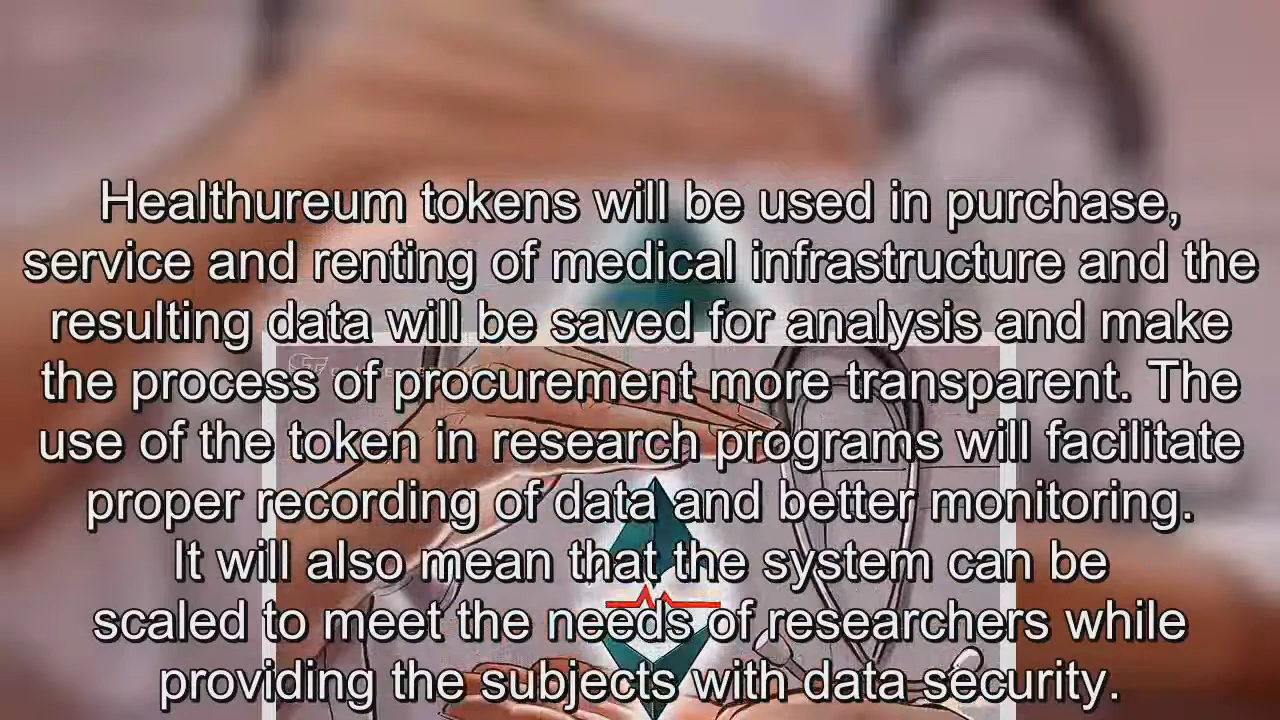 Healthureum tokens will be used in purchase,
service and renting of medical infrastructure and the
resulting data will be saved for analysis and make
the process of procurement more transparent. The
use of the token in research programs will facilitate
proper recording of data and better monitoring.
It will also mean that the system can be
scaled to meet the needs of researchers while
providing the subjects with data security.